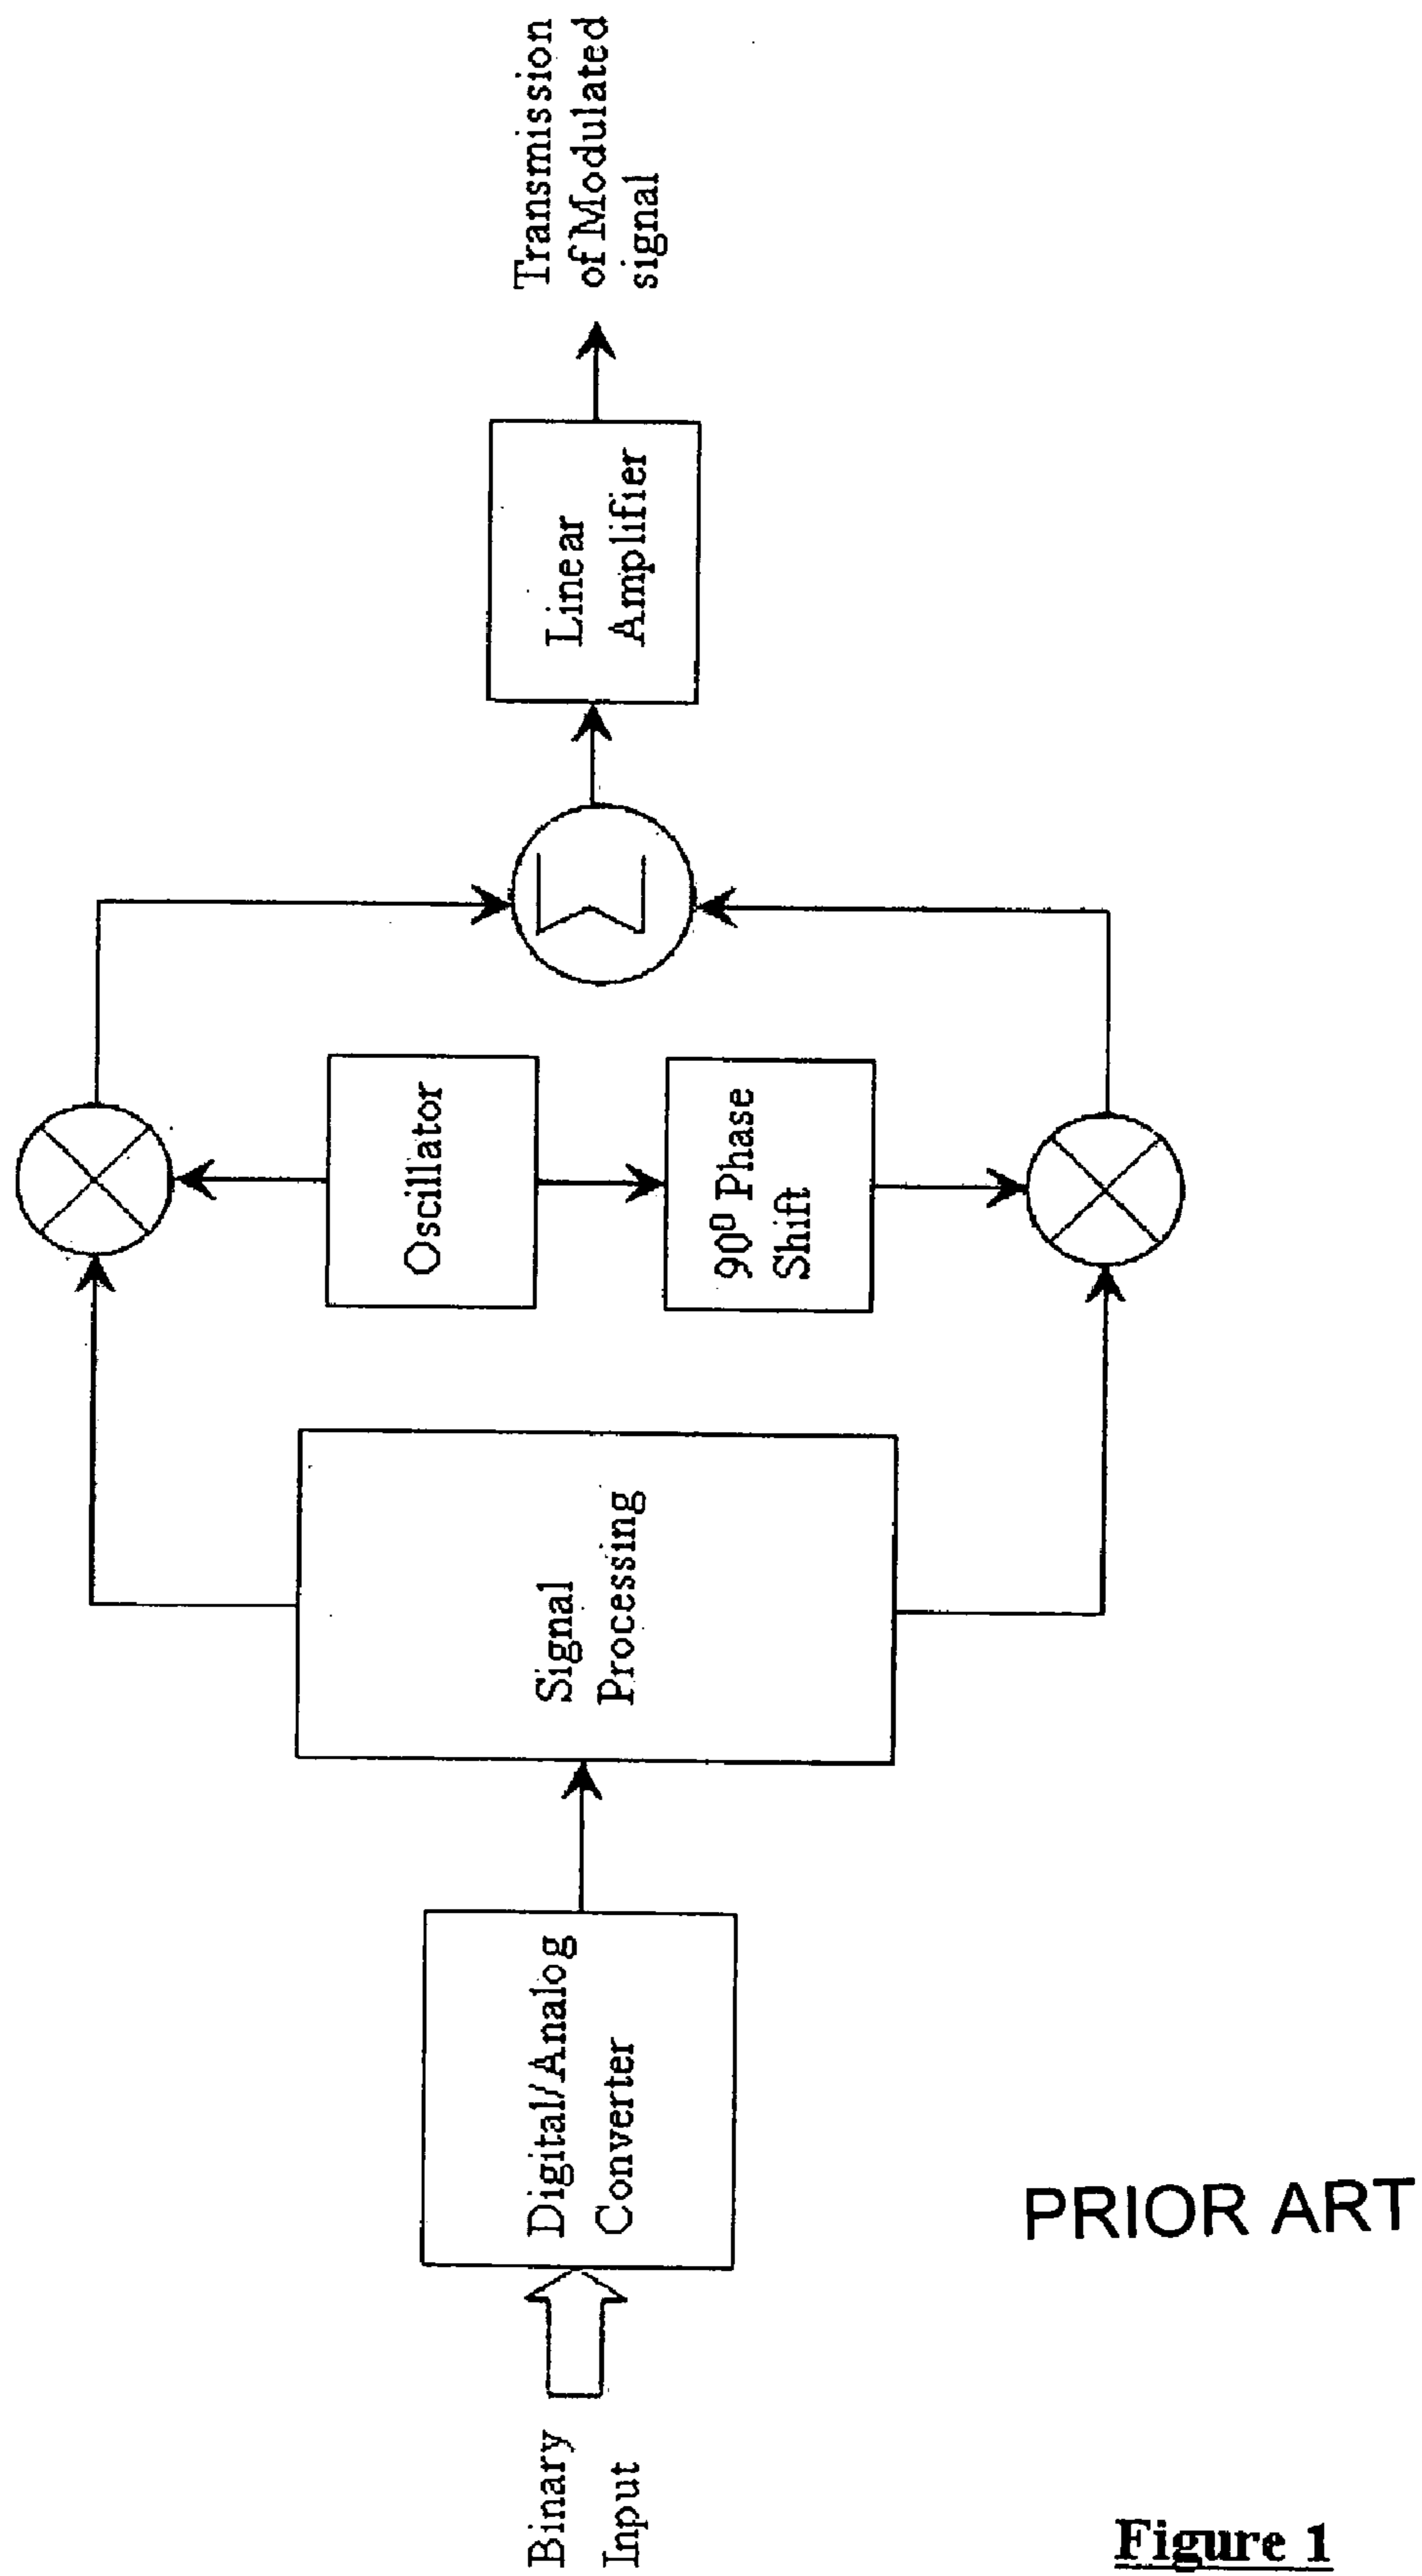 Binary
Input
Digital/Analog
Converter
Signal
Processing
Oscillator
90⁰ Phase
Shift
Σ
Linear
Amplifier
Transmission
of Modulated
signal
PRIOR ART
Figure 1